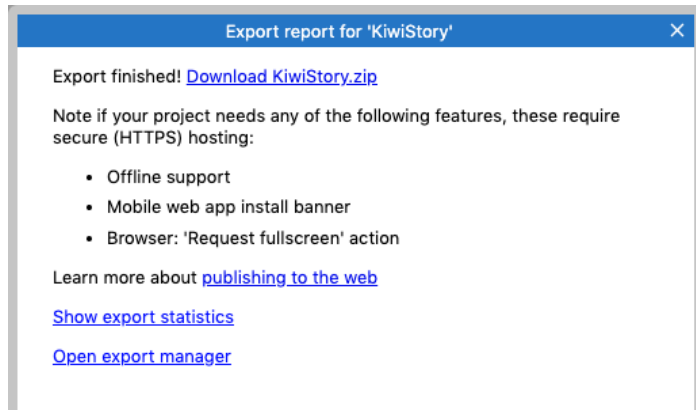 Export report for 'KiwiStory'
Export finished! Download KiwiStory.zip
Note if your project needs any of the following features, these require
secure (HTTPS) hosting:
• Offline support
• Mobile web app install banner
• Browser: 'Request fullscreen' action
Learn more about publishing to the web
Show export statistics
Open export manager